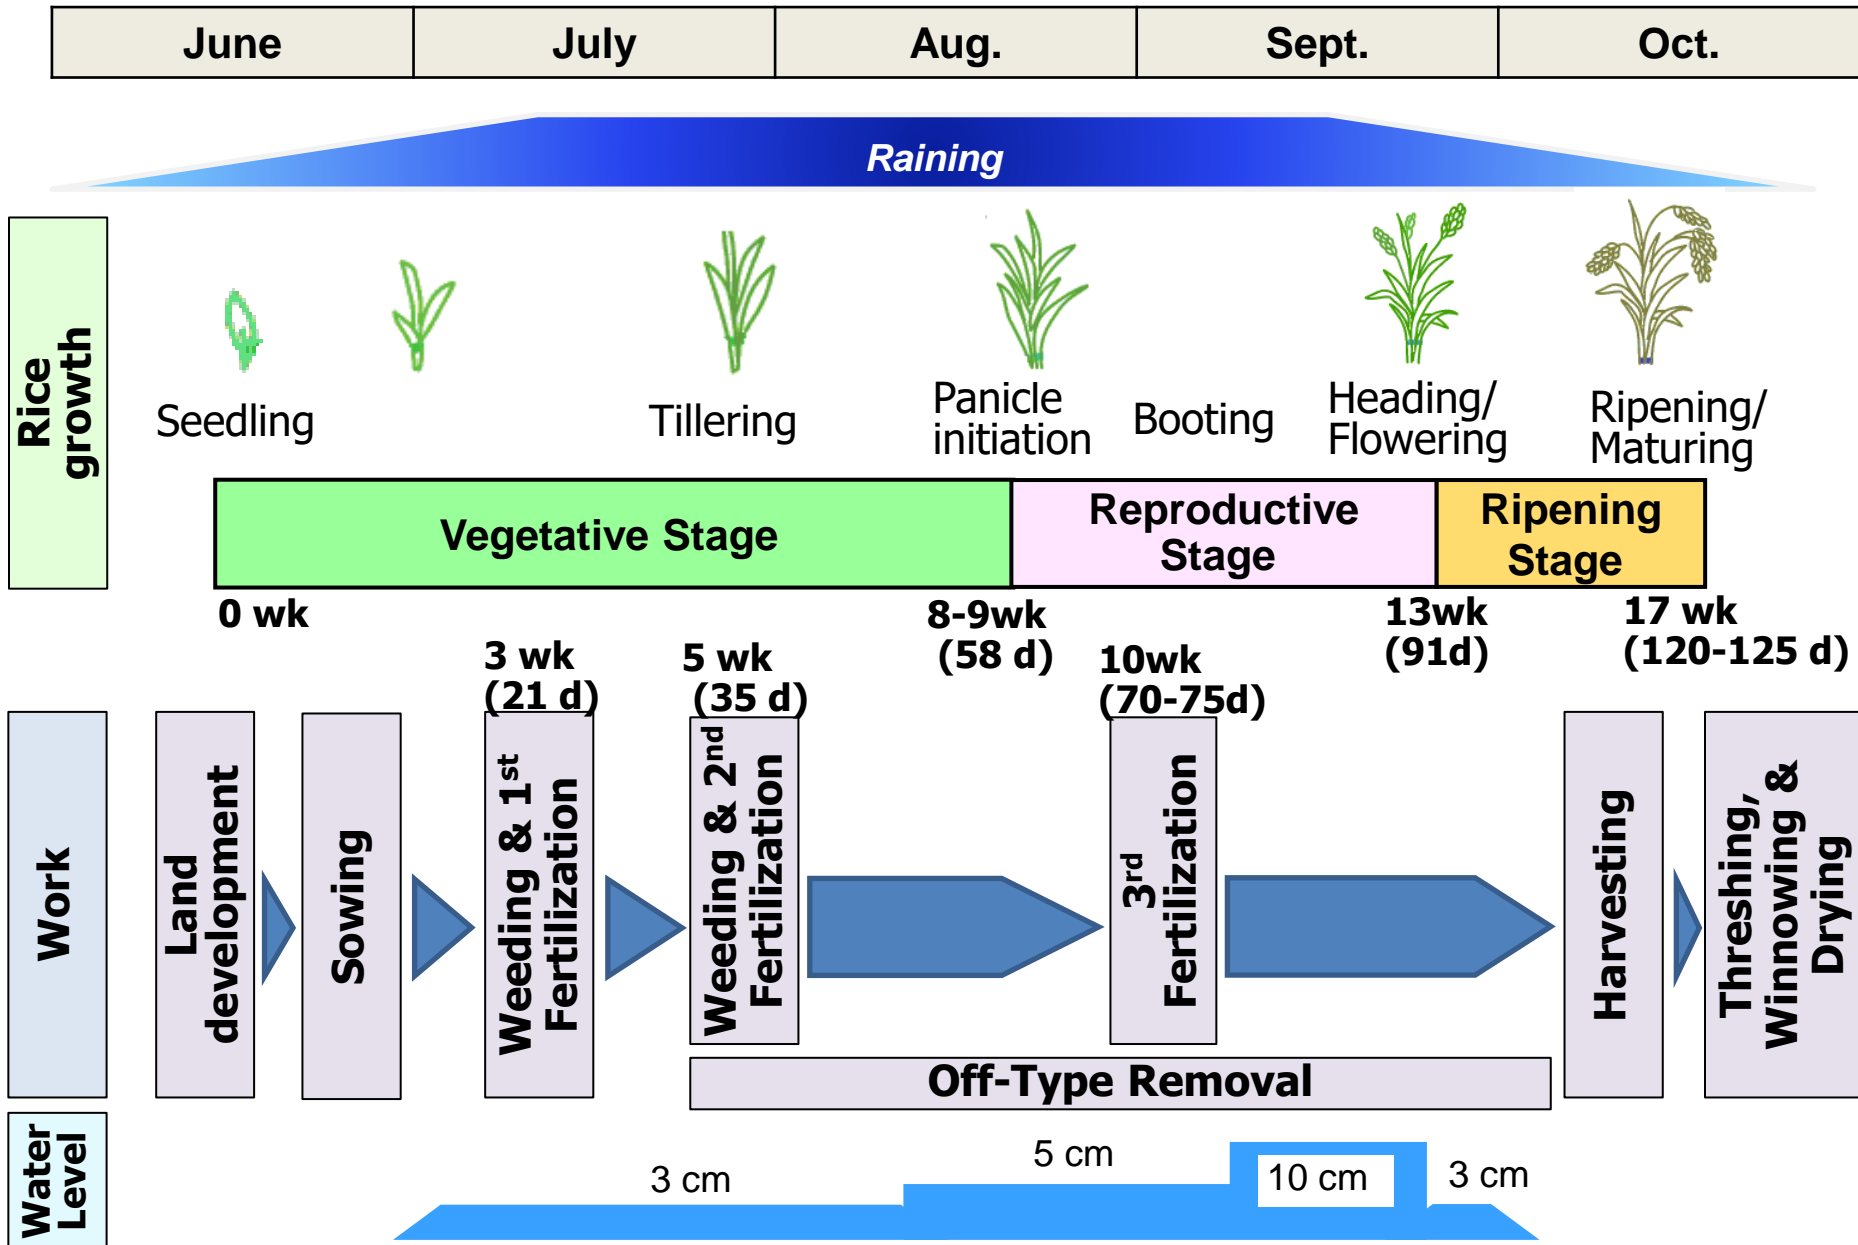 June
July
Aug.
Sept.
Oct.
Raining
Rice
growth
Seedling
Tillering
Panicle
initiation
Booting
Heading/
Flowering
Ripening/
Maturing
Vegetative Stage
Reproductive
Stage
Ripening
Stage
0 wk
8-9wk
(58 d)
13wk
(91d)
17 wk
(120-125 d)
3 wk
(21 d)
5 wk
(35 d)
10wk
(70-75d)
Work
Land
development
Sowing
Weeding & 1st
Fertilization
Weeding & 2nd
Fertilization
3rd
Fertilization
Harvesting
Threshing,
Winnowing &
Drying
Off-Type Removal
Water
Level
3 cm
5 cm
10 cm
3 cm